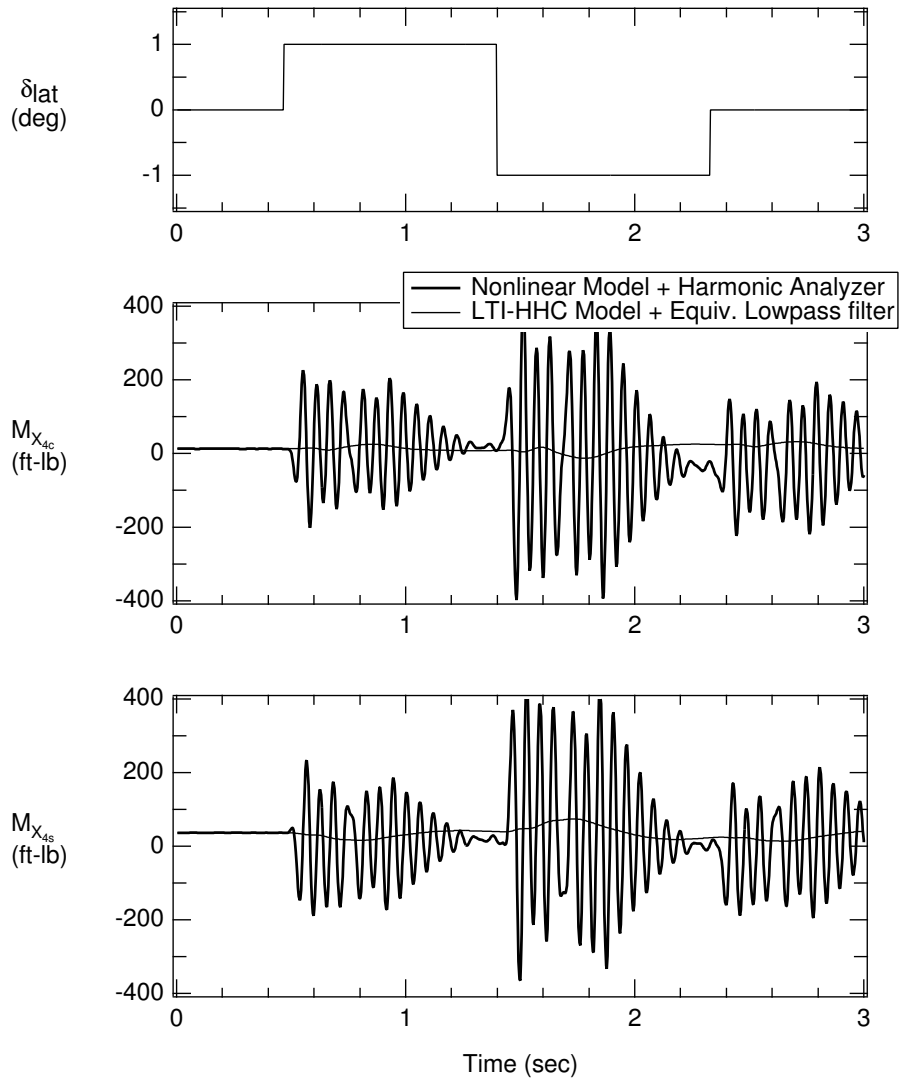 δlat
(deg)
1
0
-1
0 1 2 3
Nonlinear Model + Harmonic Analyzer
LTI-HHC Model + Equiv. Lowpass filter
MX4c
(ft-lb)
400
200
0
-200
-400
0 1 2 3
MX4s
(ft-lb)
400
200
0
-200
-400
0 1 2 3
Time (sec)